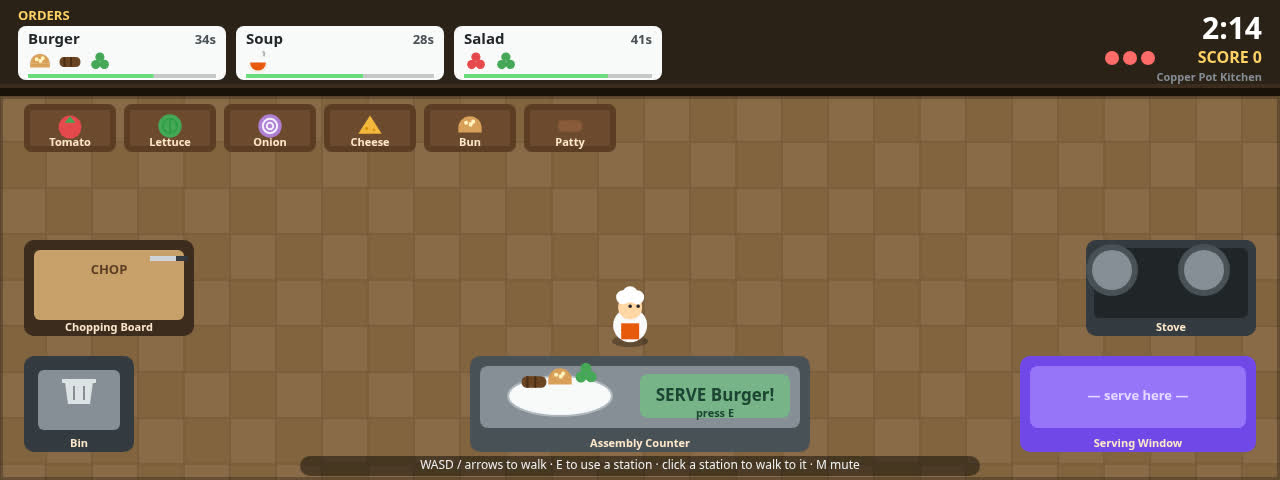 ORDERS
Burger 34s
Soup 28s
Salad 41s
2:14
SCORE 0
Copper Pot Kitchen
Tomato
Lettuce
Onion
Cheese
Bun
Patty
CHOP
Chopping Board
Stove
Bin
SERVE Burger!
press E
Assembly Counter
— serve here —
Serving Window
WASD / arrows to walk · E to use a station · click a station to walk to it · M mute